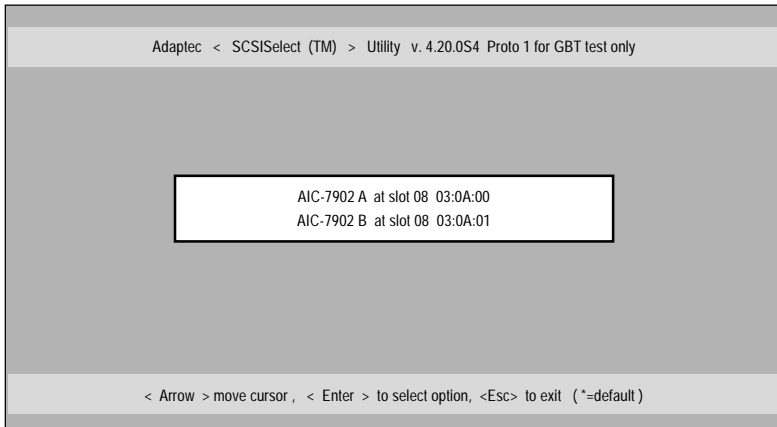 Adaptec < SCSISelect (TM) > Utility v. 4.20.0S4 Proto 1 for GBT test only
AIC-7902 A at slot 08 03:0A:00
AIC-7902 B at slot 08 03:0A:01
< Arrow > move cursor , < Enter > to select option, <Esc> to exit ( *=default )